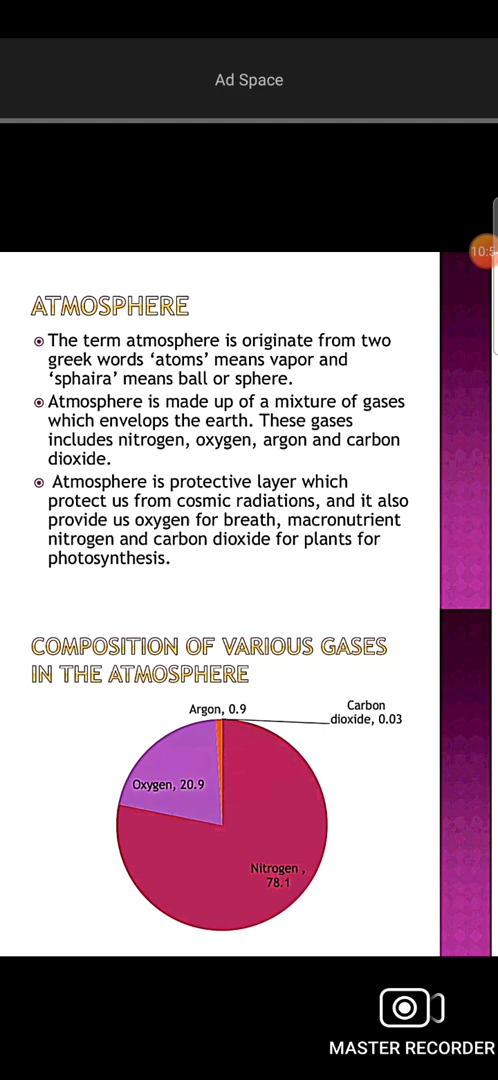 Ad Space
ATMOSPHERE
The term atmosphere is originate from two
greek words ‘atoms’ means vapor and
‘sphaira’ means ball or sphere.
Atmosphere is made up of a mixture of gases
which envelops the earth. These gases
includes nitrogen, oxygen, argon and carbon
dioxide.
Atmosphere is protective layer which
protect us from cosmic radiations, and it also
provide us oxygen for breath, macronutrient
nitrogen and carbon dioxide for plants for
photosynthesis.
COMPOSITION OF VARIOUS GASES
IN THE ATMOSPHERE
Argon, 0.9
Carbon
dioxide, 0.03
Oxygen, 20.9
Nitrogen ,
78.1
MASTER RECORDER